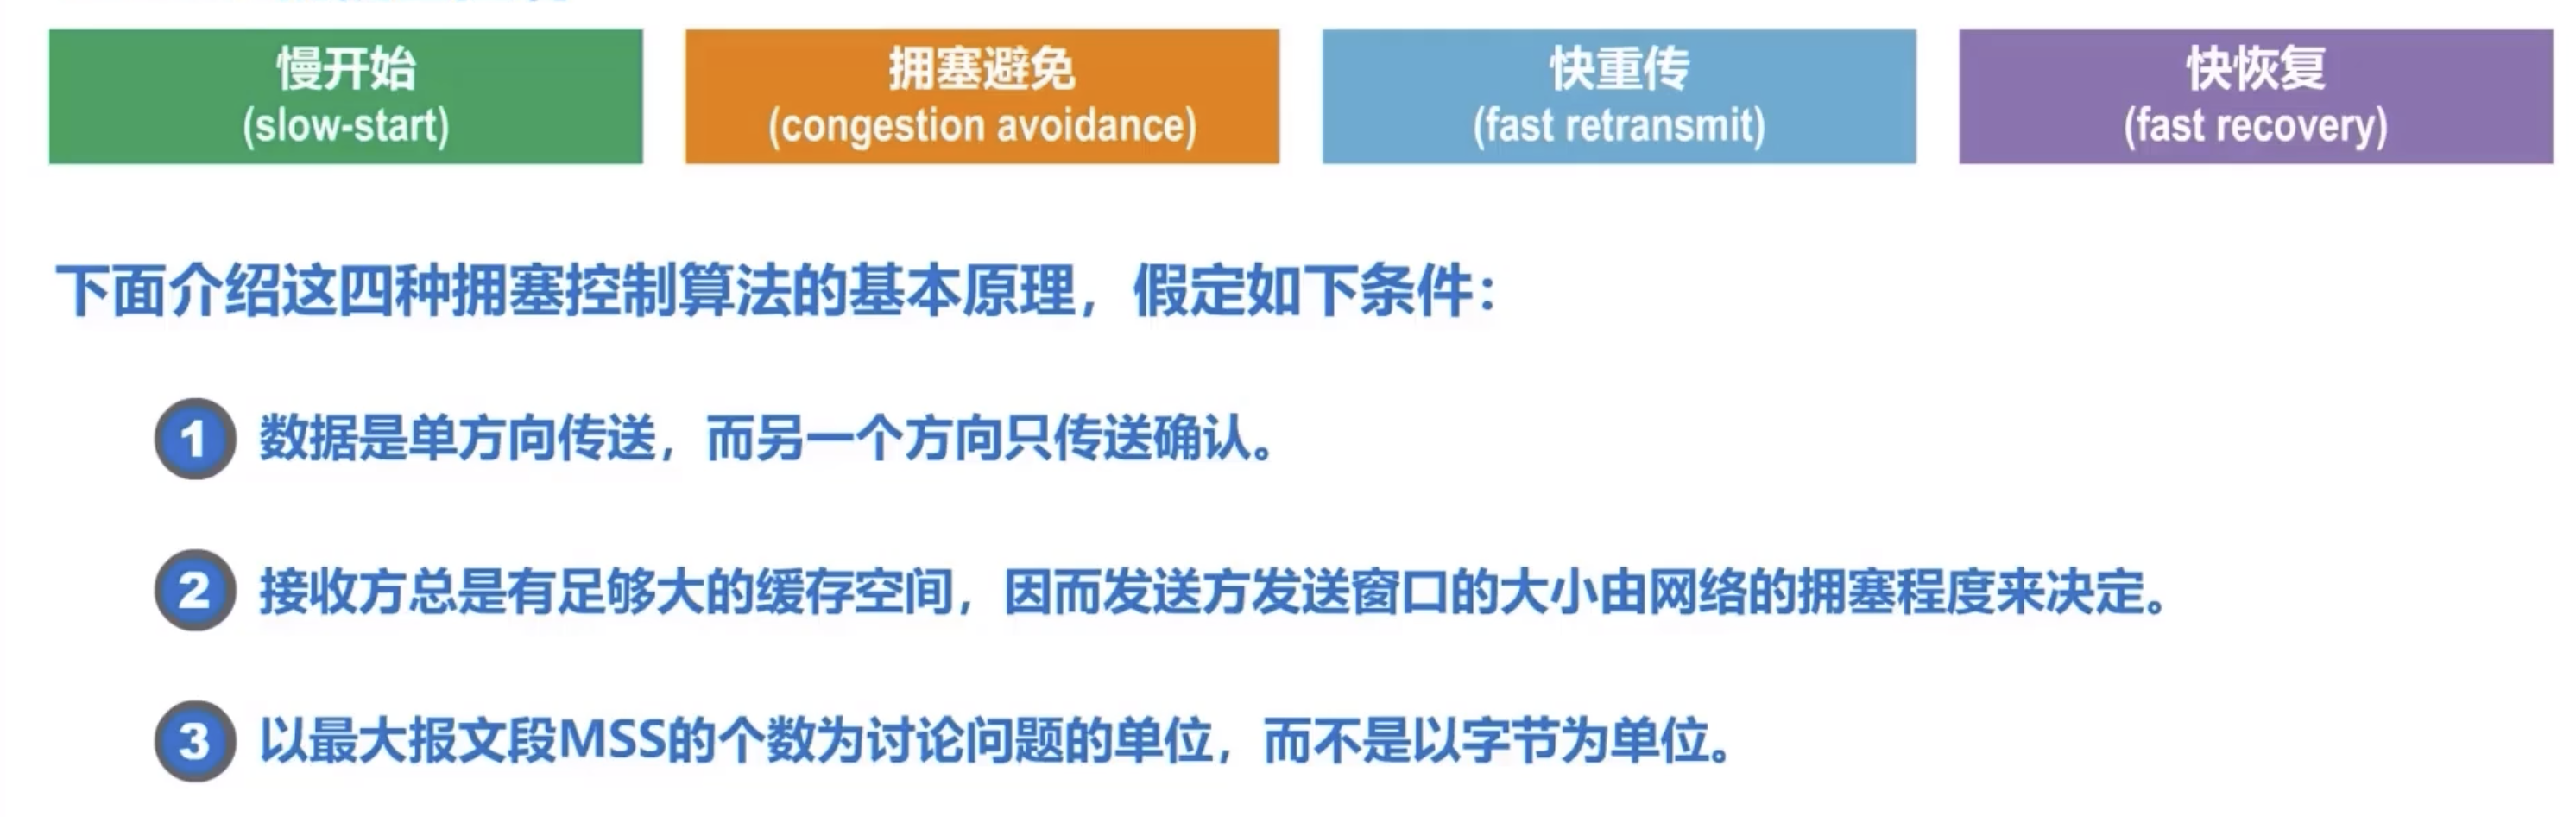 慢开始
(slow-start)
拥塞避免
(congestion avoidance)
快重传
(fast retransmit)
快恢复
(fast recovery)
下面介绍这四种拥塞控制算法的基本原理，假定如下条件：
1 数据是单方向传送，而另一个方向只传送确认。
2 接收方总是有足够大的缓存空间，因而发送方发送窗口的大小由网络的拥塞程度来决定。
3 以最大报文段MSS的个数为讨论问题的单位，而不是以字节为单位。